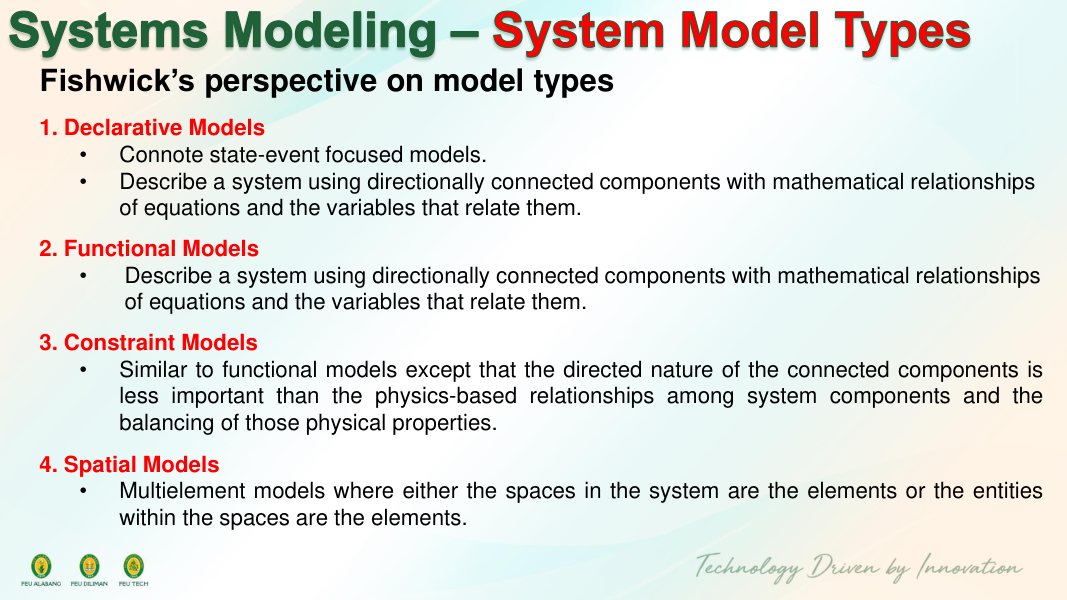 Systems Modeling – System Model Types
Fishwick’s perspective on model types
1. Declarative Models
• Connote state-event focused models.
• Describe a system using directionally connected components with mathematical relationships
of equations and the variables that relate them.
2. Functional Models
• Describe a system using directionally connected components with mathematical relationships
of equations and the variables that relate them.
3. Constraint Models
• Similar to functional models except that the directed nature of the connected components is
less important than the physics-based relationships among system components and the
balancing of those physical properties.
4. Spatial Models
• Multielement models where either the spaces in the system are the elements or the entities
within the spaces are the elements.
FEU ALABANG FEU DILIMAN FEU TECH
Technology Driven by Innovation